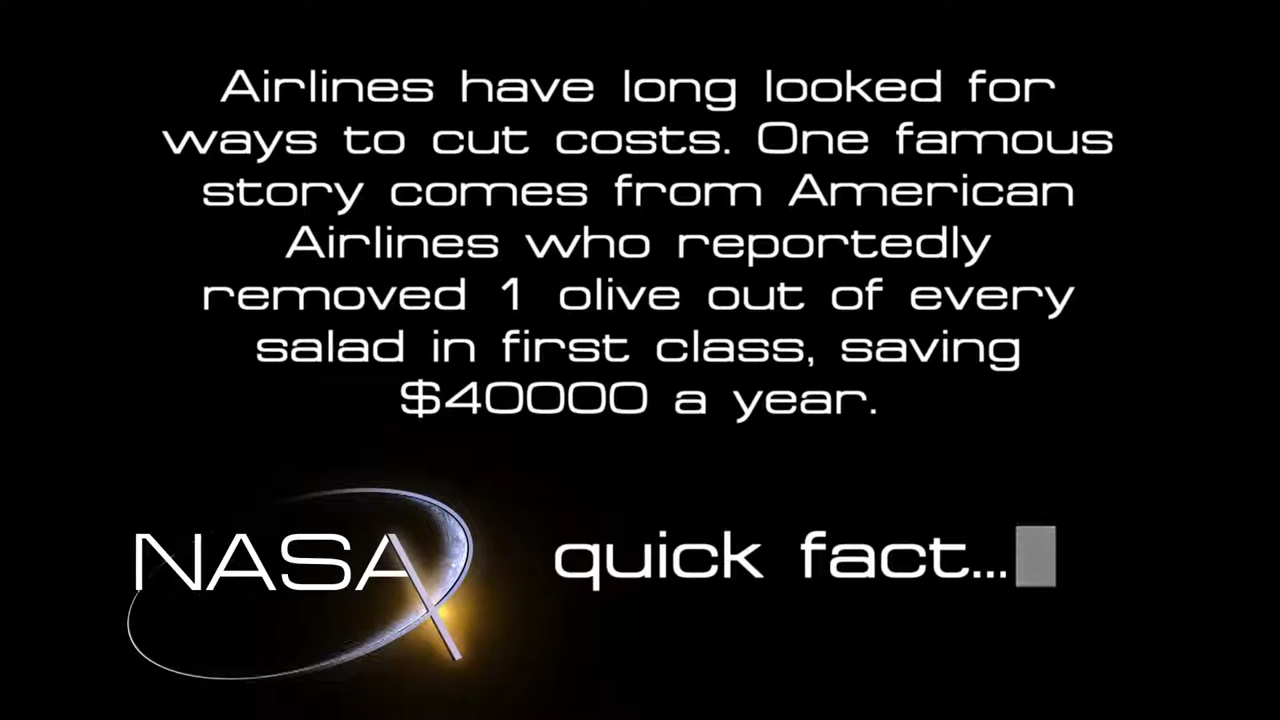 Airlines have long looked for
ways to cut costs. One famous
story comes from American
Airlines who reportedly
removed 1 olive out of every
salad in first class, saving
$40000 a year.
NASA quick fact...